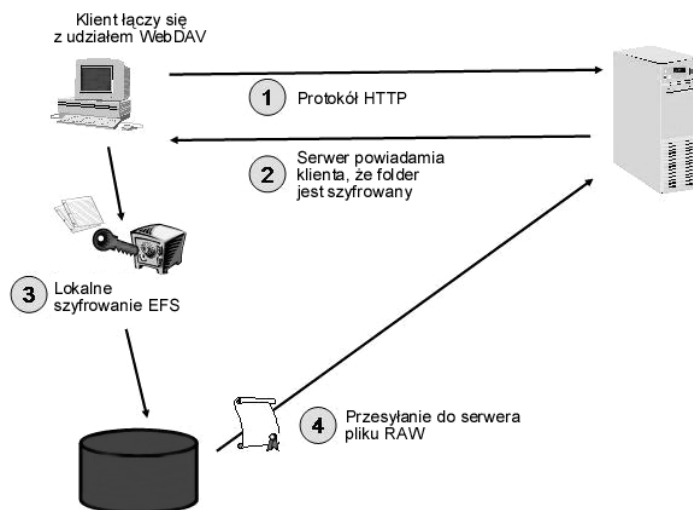 Klient łączy się
z udziałem WebDAV
1
Protokół HTTP
2
Serwer powiadamia
klienta, że folder
jest szyfrowany
3
Lokalne
szyfrowanie EFS
4
Przesyłanie do serwera
pliku RAW